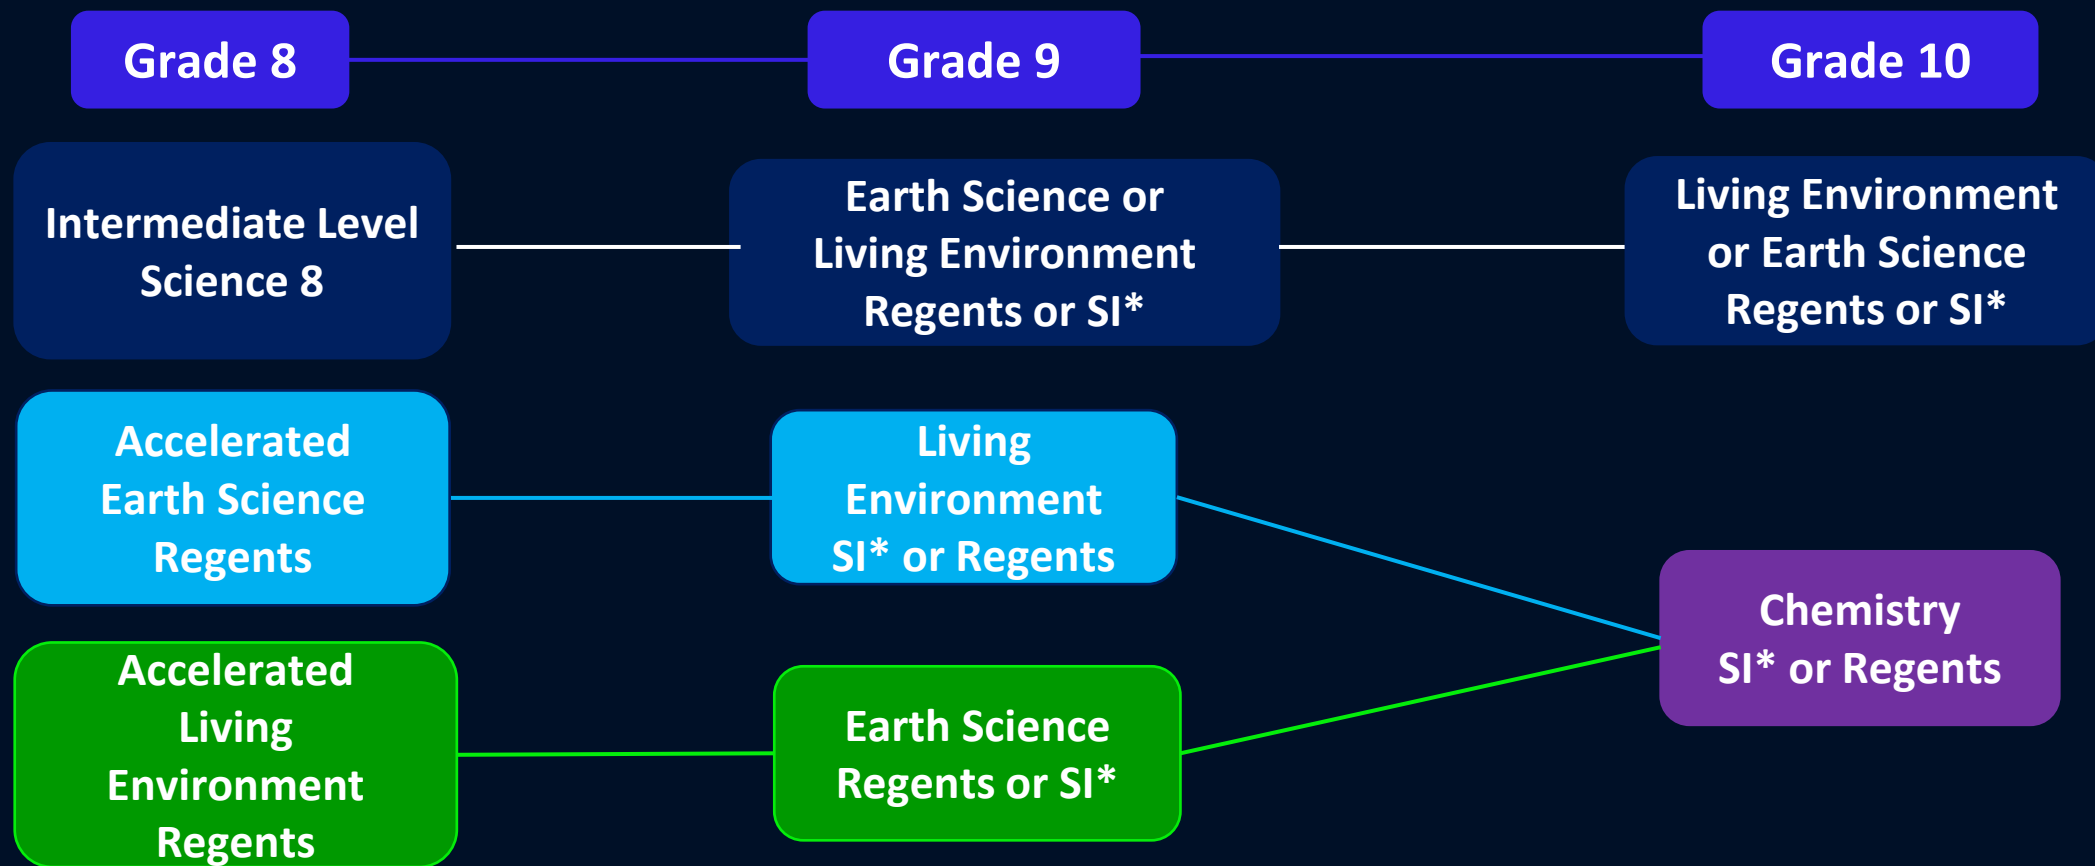 Grade 8
Grade 9
Grade 10
Intermediate Level
Science 8
Earth Science or
Living Environment
Regents or SI*
Living Environment
or Earth Science
Regents or SI*
Accelerated
Earth Science
Regents
Living
Environment
SI* or Regents
Accelerated
Living
Environment
Regents
Earth Science
Regents or SI*
Chemistry
SI* or Regents